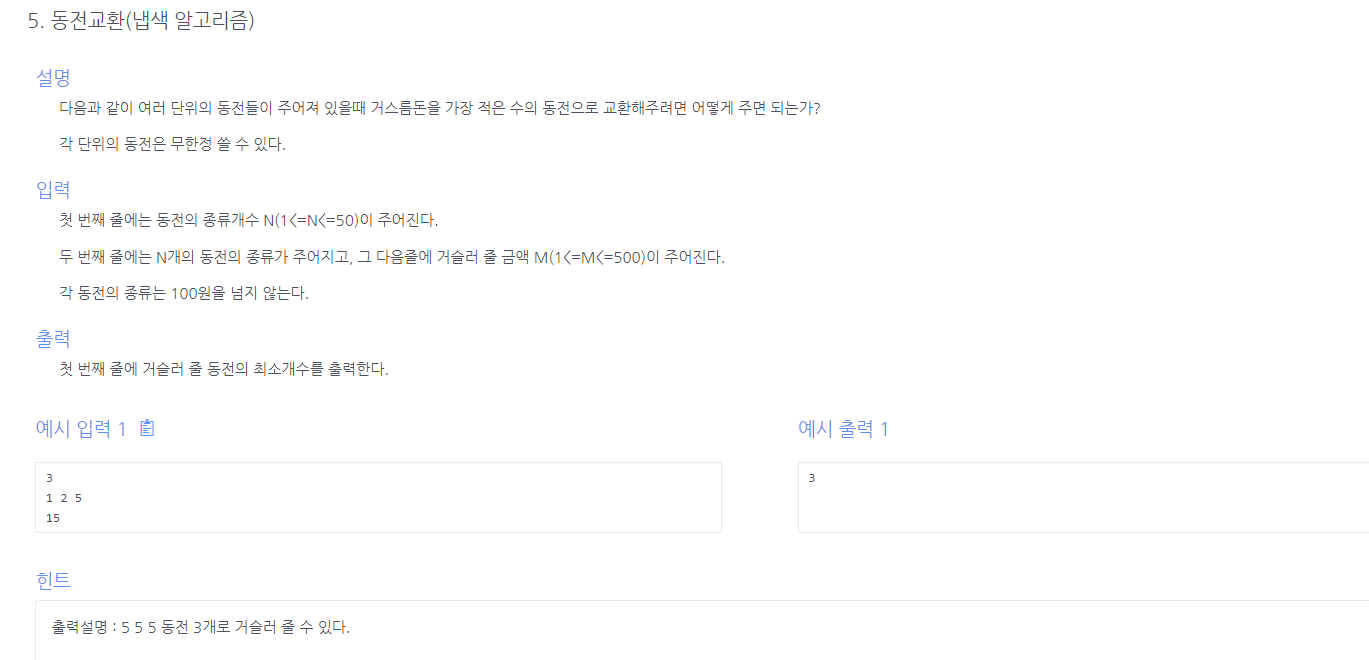 5. 동전교환(냅색 알고리즘)
설명
다음과 같이 여러 단위의 동전들이 주어져 있을때 거스름돈을 가장 적은 수의 동전으로 교환해주려면 어떻게 주면 되는가?
각 단위의 동전은 무한정 쓸 수 있다.
입력
첫 번째 줄에는 동전의 종류개수 N(1<=N<=50)이 주어진다.
두 번째 줄에는 N개의 동전의 종류가 주어지고, 그 다음줄에 거슬러 줄 금액 M(1<=M<=500)이 주어진다.
각 동전의 종류는 100원을 넘지 않는다.
출력
첫 번째 줄에 거슬러 줄 동전의 최소개수를 출력한다.
예시 입력 1
3
1 2 5
15
예시 출력 1
3
힌트
출력설명 : 5 5 5 동전 3개로 거슬러 줄 수 있다.